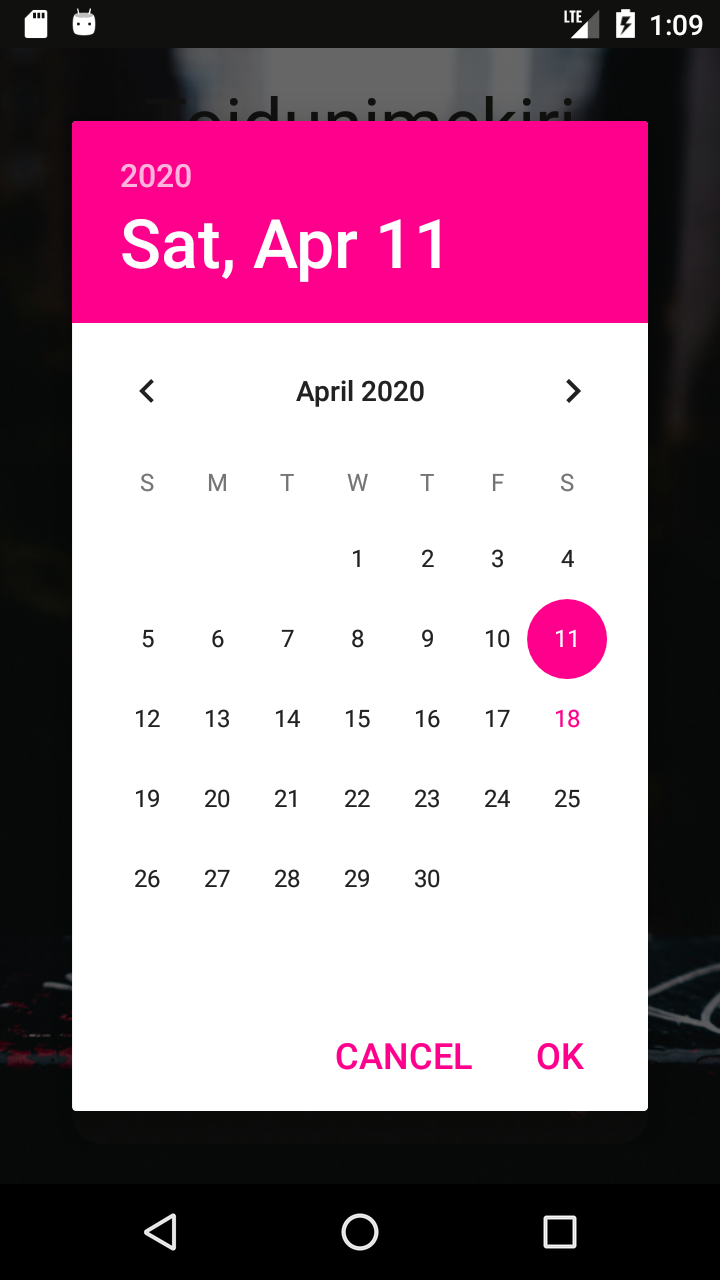 LTE 1:09
2020
Sat, Apr 11
April 2020
S M T W T F S
1 2 3 4
5 6 7 8 9 10 11
12 13 14 15 16 17 18
19 20 21 22 23 24 25
26 27 28 29 30
CANCEL OK